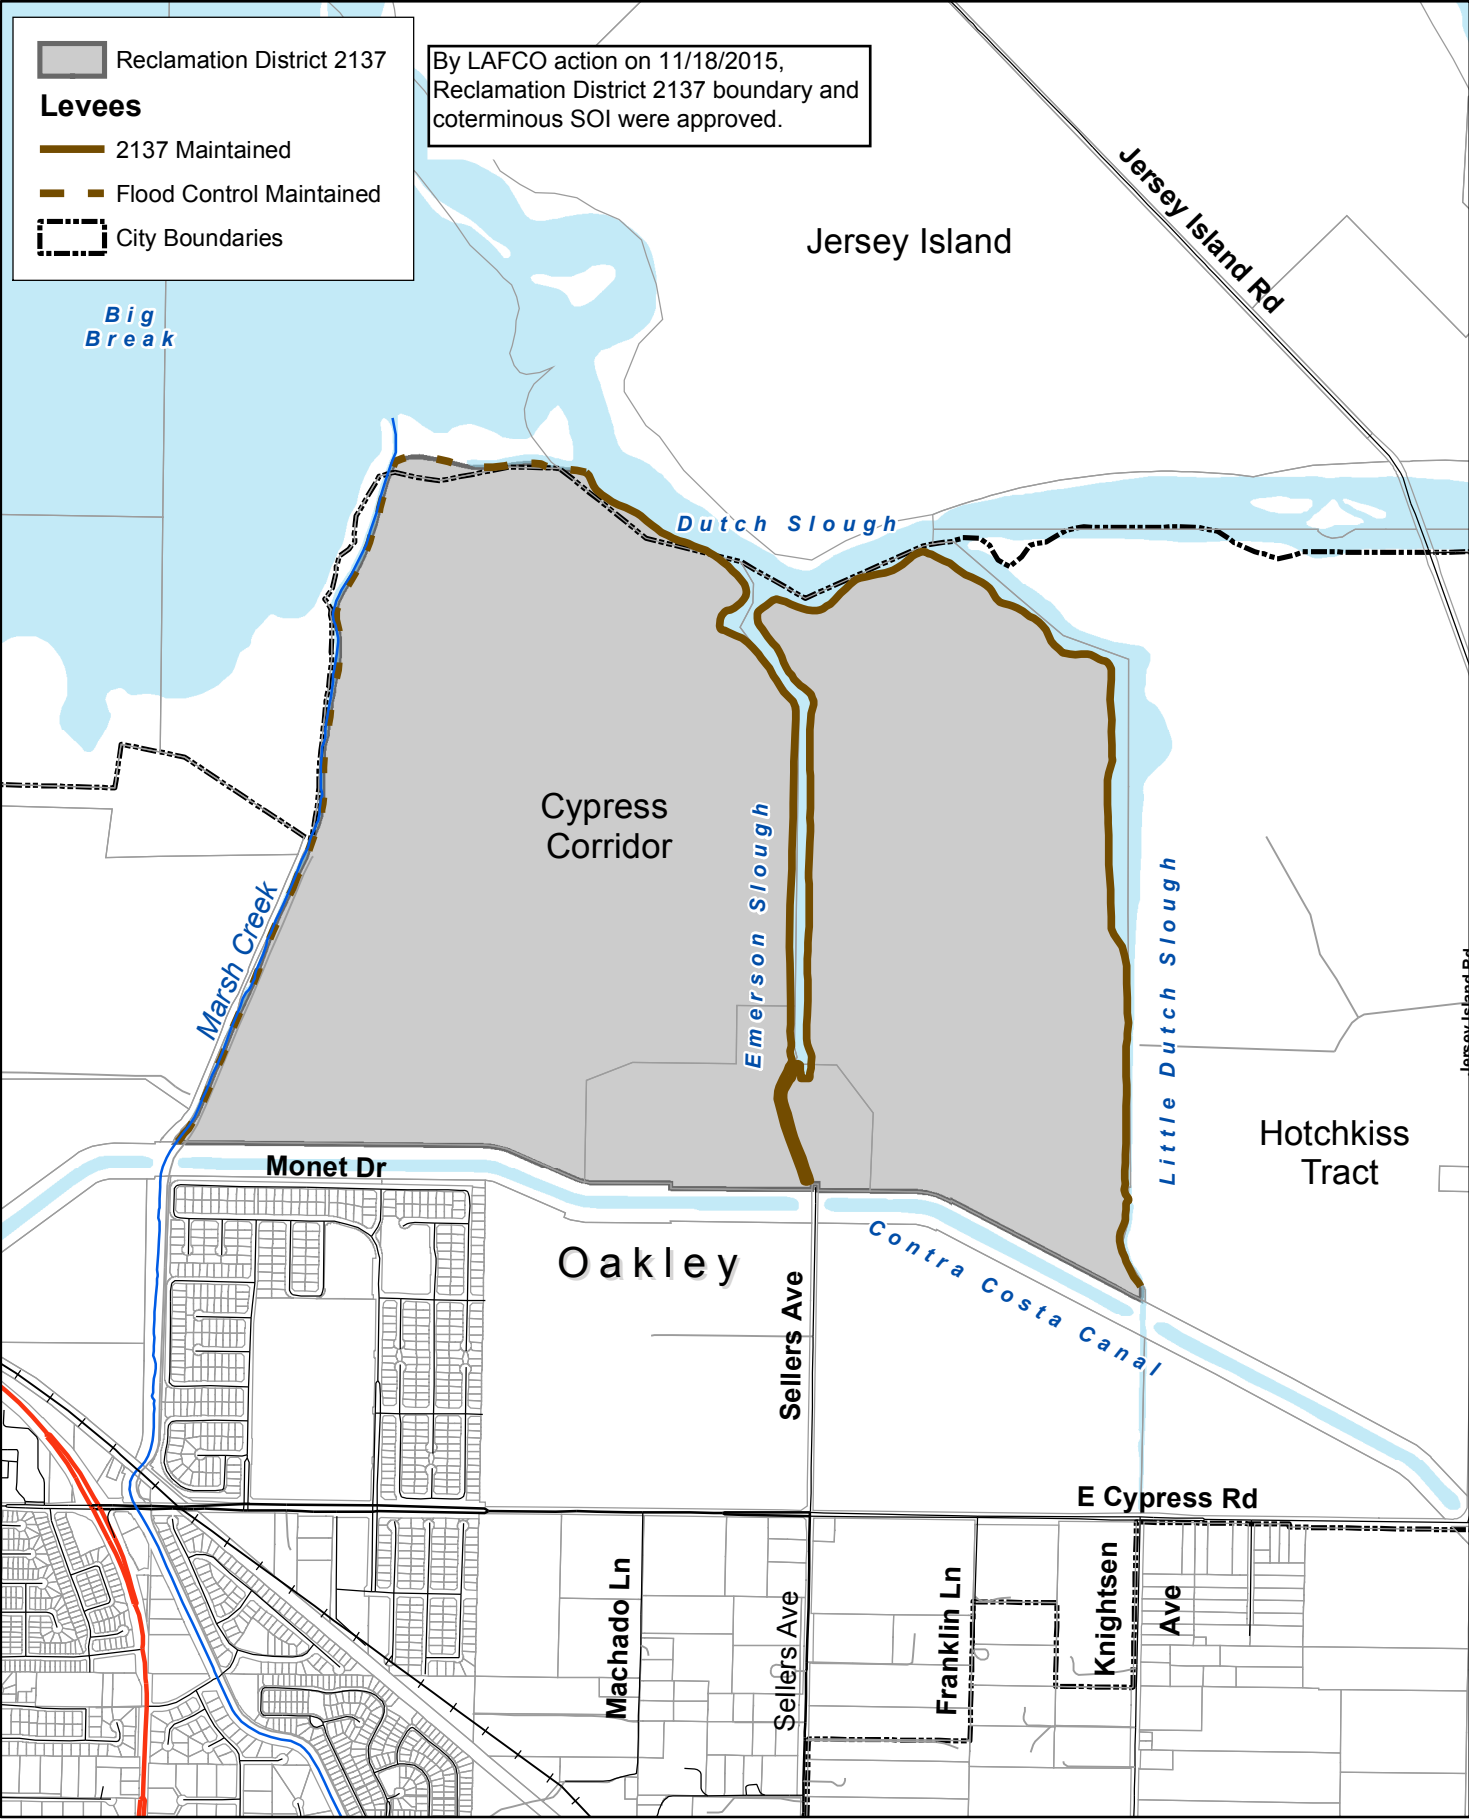 Reclamation District 2137
Levees
2137 Maintained
Flood Control Maintained
City Boundaries
By LAFCO action on 11/18/2015,
Reclamation District 2137 boundary and
coterminous SOI were approved.
Jersey Island
Jersey Island Rd
Big
Break
Dutch Slough
Cypress
Corridor
Emerson Slough
Marsh Creek
Little Dutch Slough
Jersey Island Rd
Hotchkiss
Tract
Monet Dr
Oakley
Contra Costa Canal
Sellers Ave
E Cypress Rd
Machado Ln
Sellers Ave
Franklin Ln
Knightsen
Ave